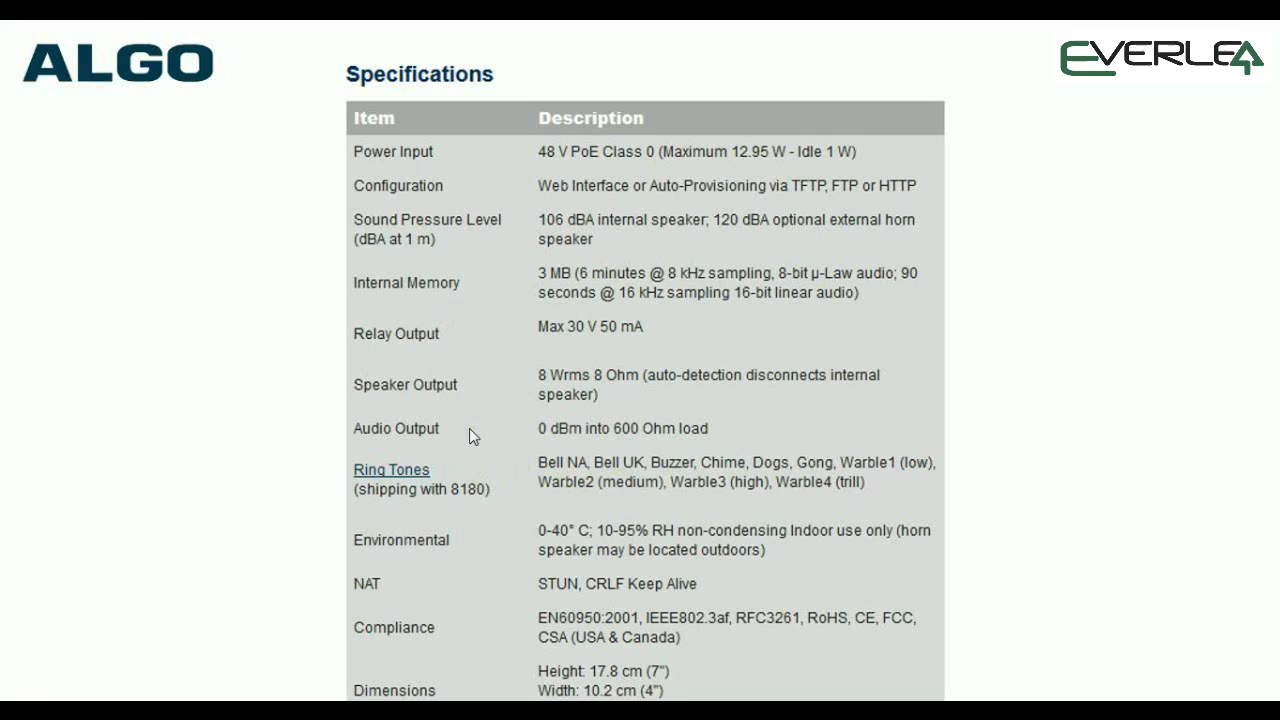 ALGO
EVERLEA
Specifications
Item Description
Power Input 48 V PoE Class 0 (Maximum 12.95 W - Idle 1 W)
Configuration Web Interface or Auto-Provisioning via TFTP, FTP or HTTP
Sound Pressure Level 106 dBA internal speaker; 120 dBA optional external horn
(dBA at 1 m) speaker
Internal Memory 3 MB (6 minutes @ 8 kHz sampling, 8-bit µ-Law audio; 90
seconds @ 16 kHz sampling 16-bit linear audio)
Relay Output Max 30 V 50 mA
Speaker Output 8 Wrms 8 Ohm (auto-detection disconnects internal
speaker)
Audio Output 0 dBm into 600 Ohm load
Ring Tones Bell NA, Bell UK, Buzzer, Chime, Dogs, Gong, Warble1 (low),
(shipping with 8180) Warble2 (medium), Warble3 (high), Warble4 (trill)
Environmental 0-40° C; 10-95% RH non-condensing Indoor use only (horn
speaker may be located outdoors)
NAT STUN, CRLF Keep Alive
Compliance EN60950:2001, IEEE802.3af, RFC3261, RoHS, CE, FCC,
CSA (USA & Canada)
Height: 17.8 cm (7")
Dimensions Width: 10.2 cm (4")